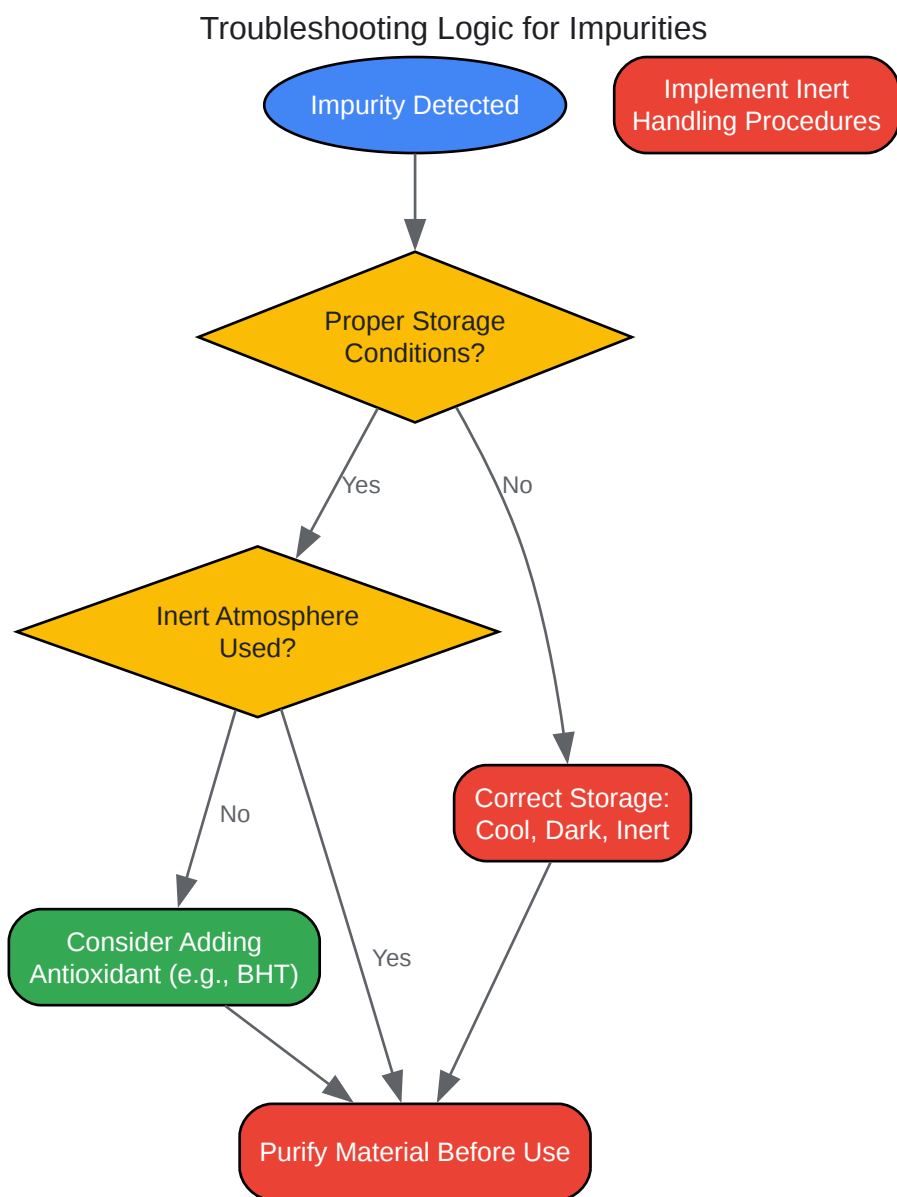 Troubleshooting Logic for Impurities
Impurity Detected
Implement Inert
Handling Procedures
Proper Storage
Conditions?
Yes
No
Inert Atmosphere
Used?
Correct Storage:
Cool, Dark, Inert
No
Consider Adding
Antioxidant (e.g., BHT)
Yes
Purify Material Before Use